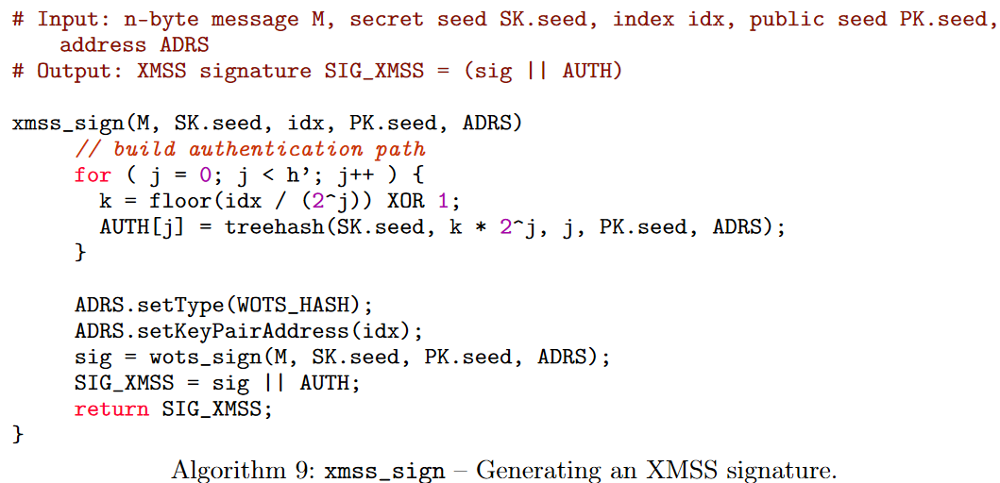 # Input: n-byte message M, secret seed SK.seed, index idx, public seed PK.seed,
address ADRS
# Output: XMSS signature SIG_XMSS = (sig || AUTH)
xmss_sign(M, SK.seed, idx, PK.seed, ADRS)
// build authentication path
for ( j = 0; j < h’; j++ ) {
k = floor(idx / (2^j)) XOR 1;
AUTH[j] = treehash(SK.seed, k * 2^j, j, PK.seed, ADRS);
}
ADRS.setType(WOTS_HASH);
ADRS.setKeyPairAddress(idx);
sig = wots_sign(M, SK.seed, PK.seed, ADRS);
SIG_XMSS = sig || AUTH;
return SIG_XMSS;
}
Algorithm 9: xmss_sign – Generating an XMSS signature.